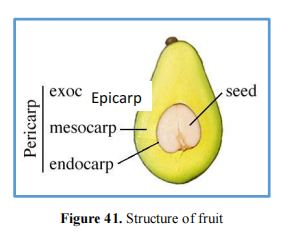 exoc Epicarp
seed
mesocarp
endocarp
Pericarp
Figure 41. Structure of fruit